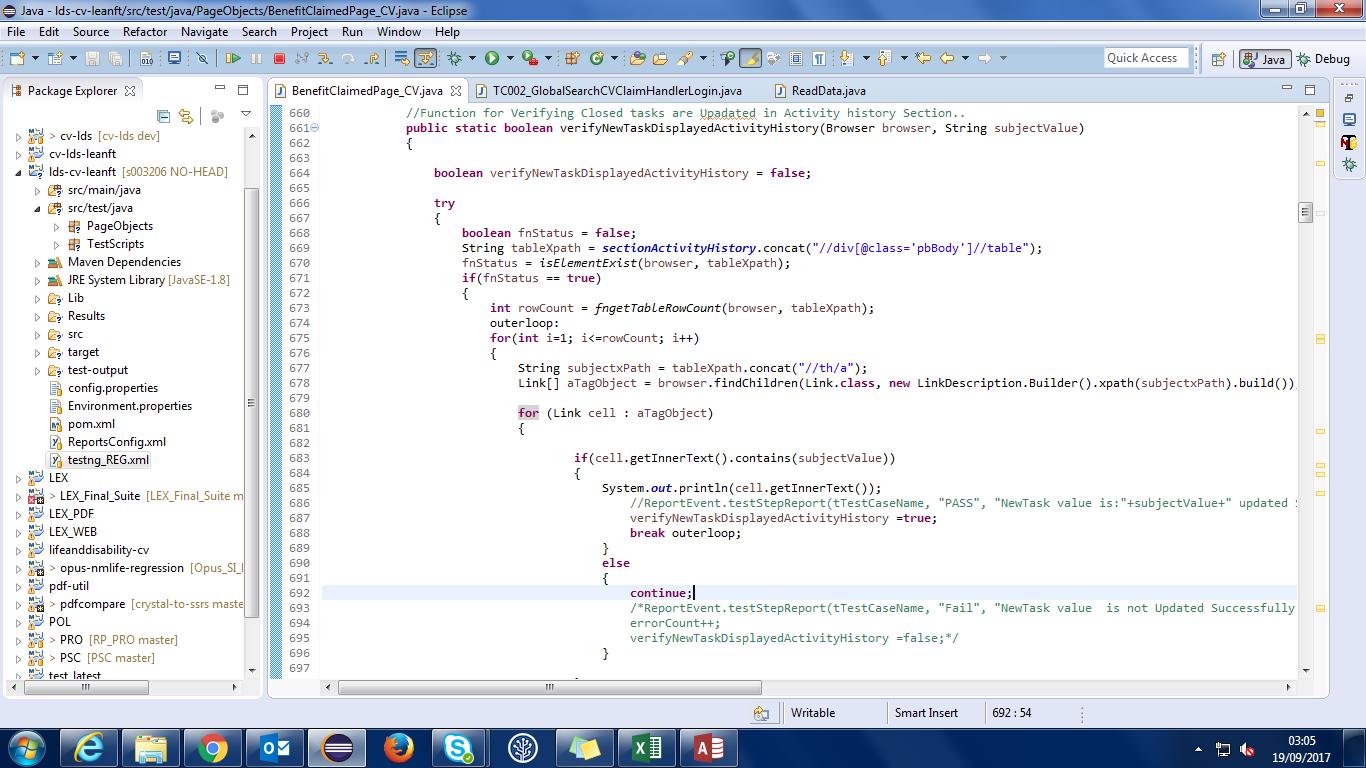 Java - lds-cv-leanft/src/test/java/PageObjects/BenefitClaimedPage_CV.java - Eclipse
File Edit Source Refactor Navigate Search Project Run Window Help
Quick Access Java Debug
Package Explorer
> cv-lds [cv-lds dev]
cv-lds-leanft
lds-cv-leanft [s003206 NO-HEAD]
src/main/java
src/test/java
PageObjects
TestScripts
Maven Dependencies
JRE System Library [JavaSE-1.8]
Lib
Results
src
target
test-output
config.properties
Environment.properties
pom.xml
ReportsConfig.xml
testng_REG.xml
LEX
> LEX_Final_Suite [LEX_Final_Suite m
LEX_PDF
LEX_WEB
lifeanddisability-cv
> opus-nmlife-regression [Opus_SI_I
pdf-util
> pdfcompare [crystal-to-ssrs maste
POL
> PRO [RP_PRO master]
> PSC [PSC master]
test_latest
BenefitClaimedPage_CV.java TC002_GlobalSearchCVClaimHandlerLogin.java ReadData.java
660 //Function for Verifying Closed tasks are Upadated in Activity history Section..
661 public static boolean verifyNewTaskDisplayedActivityHistory(Browser browser, String subjectValue)
662 {
663
664 boolean verifyNewTaskDisplayedActivityHistory = false;
665
666 try
667 {
668 boolean fnStatus = false;
669 String tableXpath = sectionActivityHistory.concat("//div[@class='pbBody']//table");
670 fnStatus = isElementExist(browser, tableXpath);
671 if(fnStatus == true)
672 {
673 int rowCount = fngetTableRowCount(browser, tableXpath);
674 outerloop:
675 for(int i=1; i<=rowCount; i++)
676 {
677 String subjectxPath = tableXpath.concat("//th/a");
678 Link[] aTagObject = browser.findChildren(Link.class, new LinkDescription.Builder().xpath(subjectxPath).build())
679
680 for (Link cell : aTagObject)
681 {
682
683 if(cell.getInnerText().contains(subjectValue))
684 {
685 System.out.println(cell.getInnerText());
686 //ReportEvent.testStepReport(tTestCaseName, "PASS", "NewTask value is:"+subjectValue+" updated S
687 verifyNewTaskDisplayedActivityHistory =true;
688 break outerloop;
689 }
690 else
691 {
692 continue;
693 /*ReportEvent.testStepReport(tTestCaseName, "Fail", "NewTask value  is not Updated Successfully
694 errorCount++;
695 verifyNewTaskDisplayedActivityHistory =false;*/
696 }
697
Writable Smart Insert 692 : 54
03:05
19/09/2017